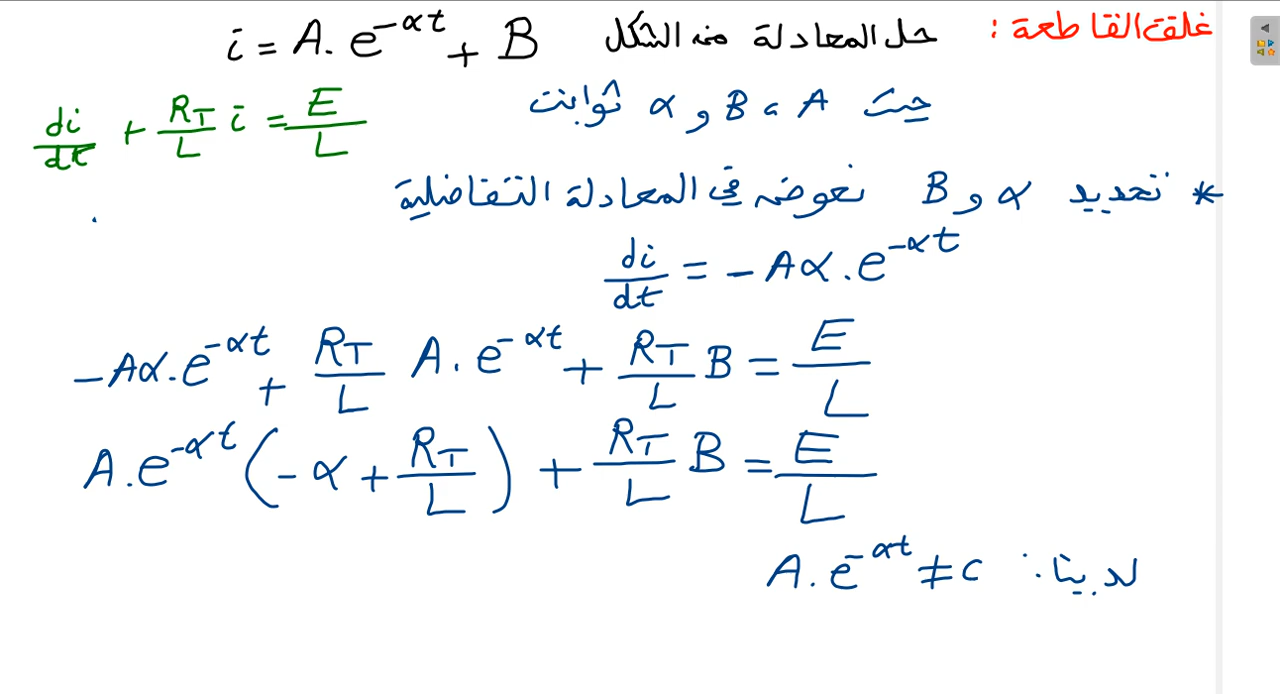 غلقت القاطعة : حل المعادلة من الشكل i = A. e^{-αt} + B
حيث A ، B و α ثوابت
di/dt + R_T/L i = E/L
* تحديد α و B نعوض في المعادلة التفاضلية
di/dt = - Aα . e^{-αt}
-Aα. e^{-αt} + R_T/L A. e^{-αt} + R_T/L B = E/L
A. e^{-αt} (-α + R_T/L) + R_T/L B = E/L
لدينا : A. e^{-αt} ≠ c